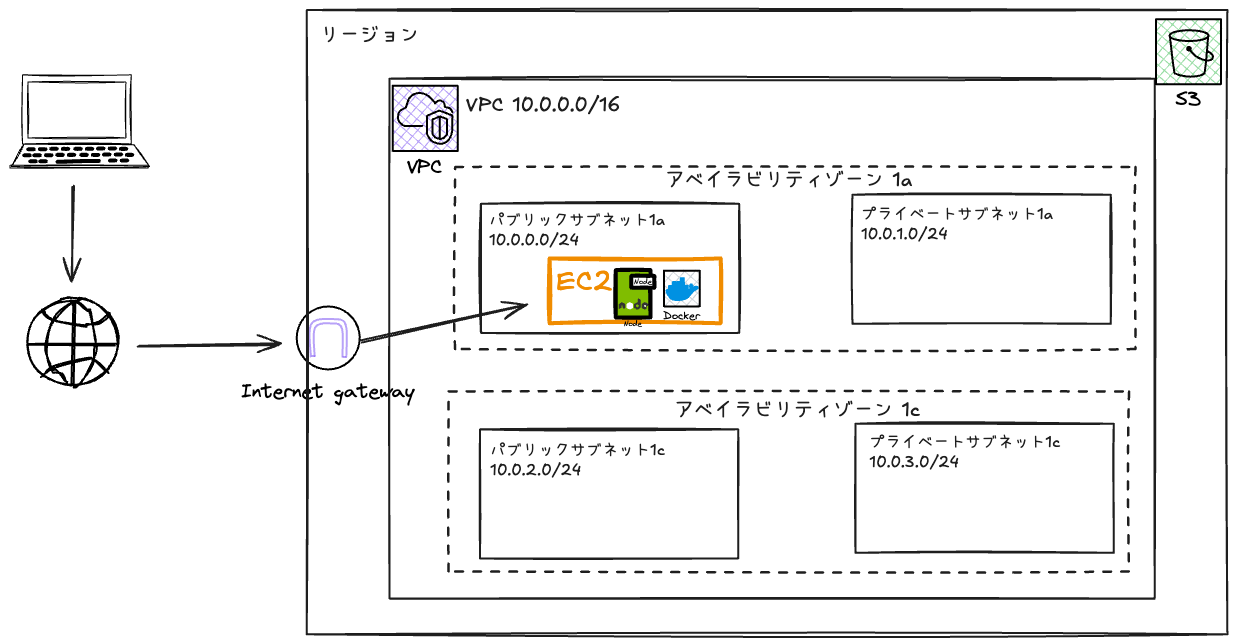 リージョン
S3
VPC 10.0.0.0/16
VPC
アベイラビリティゾーン 1a
パブリックサブネット1a
10.0.0.0/24
プライベートサブネット1a
10.0.1.0/24
EC2
Node
node
Node
Docker
Internet gateway
アベイラビリティゾーン 1c
パブリックサブネット1c
10.0.2.0/24
プライベートサブネット1c
10.0.3.0/24